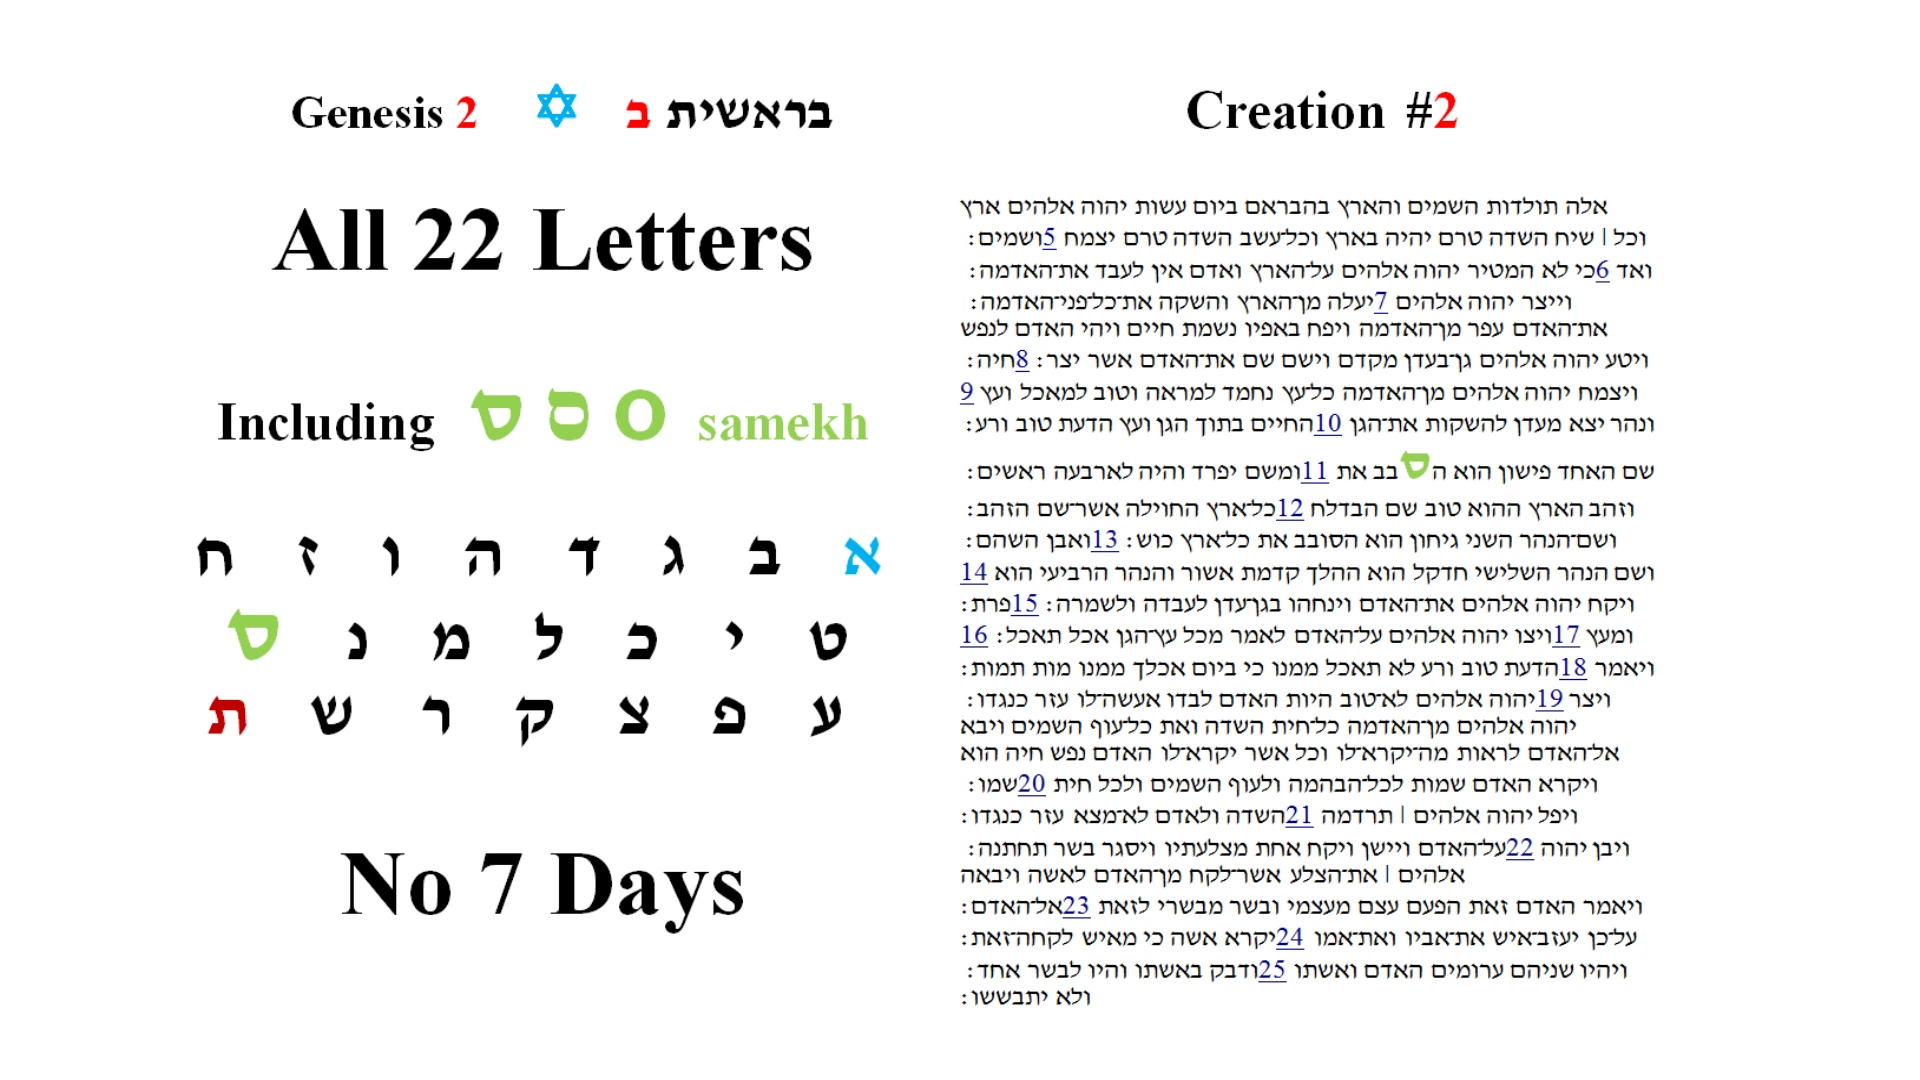 Genesis 2 ✡ בראשית ב
All 22 Letters
Including ס ס ס samekh
א ב ג ד ה ו ז ח
ט י כ ל מ נ ס
ע פ צ ק ר ש ת
No 7 Days
Creation #2
אלה תולדות השמים והארץ בהבראם ביום עשות יהוה אלהים ארץ
וכל | שיח השדה טרם יהיה בארץ וכל־עשב השדה טרם יצמח 5ושמים:
ואד 6כי לא המטיר יהוה אלהים על־הארץ ואדם אין לעבד את־האדמה:
וייצר יהוה אלהים 7יעלה מן־הארץ והשקה את־כל־פני־האדמה:
את־האדם עפר מן־האדמה ויפח באפיו נשמת חיים ויהי האדם לנפש
ויטע יהוה אלהים גן־בעדן מקדם וישם שם את־האדם אשר יצר: 8חיה:
ויצמח יהוה אלהים מן־האדמה כל־עץ נחמד למראה וטוב למאכל ועץ 9
ונהר יצא מעדן להשקות את־הגן 10החיים בתוך הגן ועץ הדעת טוב ורע:
שם האחד פישון הוא הסבב את 11ומשם יפרד והיה לארבעה ראשים:
וזהב הארץ ההוא טוב שם הבדלח 12כל־ארץ החוילה אשר־שם הזהב:
ושם־הנהר השני גיחון הוא הסובב את כל־ארץ כוש: 13ואבן השהם:
ושם הנהר השלישי חדקל הוא ההלך קדמת אשור והנהר הרביעי הוא 14
ויקח יהוה אלהים את־האדם וינחהו בגן־עדן לעבדה ולשמרה: 15פרת:
ומעץ 17ויצו יהוה אלהים על־האדם לאמר מכל עץ־הגן אכל תאכל: 16
ויאמר 18הדעת טוב ורע לא תאכל ממנו כי ביום אכלך ממנו מות תמות:
ויצר 19יהוה אלהים לא־טוב היות האדם לבדו אעשה־לו עזר כנגדו:
יהוה אלהים מן־האדמה כל־חית השדה ואת כל־עוף השמים ויבא
אל־האדם לראות מה־יקרא־לו וכל אשר יקרא־לו האדם נפש חיה הוא
ויקרא האדם שמות לכל־הבהמה ולעוף השמים ולכל חית 20שמו:
ויפל יהוה אלהים | תרדמה 21השדה ולאדם לא־מצא עזר כנגדו:
ויבן יהוה 22על־האדם ויישן ויקח אחת מצלעתיו ויסגר בשר תחתנה:
אלהים | את־הצלע אשר־לקח מן־האדם לאשה ויבאה
ויאמר האדם זאת הפעם עצם מעצמי ובשר מבשרי לזאת 23אל־האדם:
על־כן יעזב־איש את־אביו ואת־אמו 24יקרא אשה כי מאיש לקחה־זאת:
ויהיו שניהם ערומים האדם ואשתו 25ודבק באשתו והיו לבשר אחד:
ולא יתבששו: